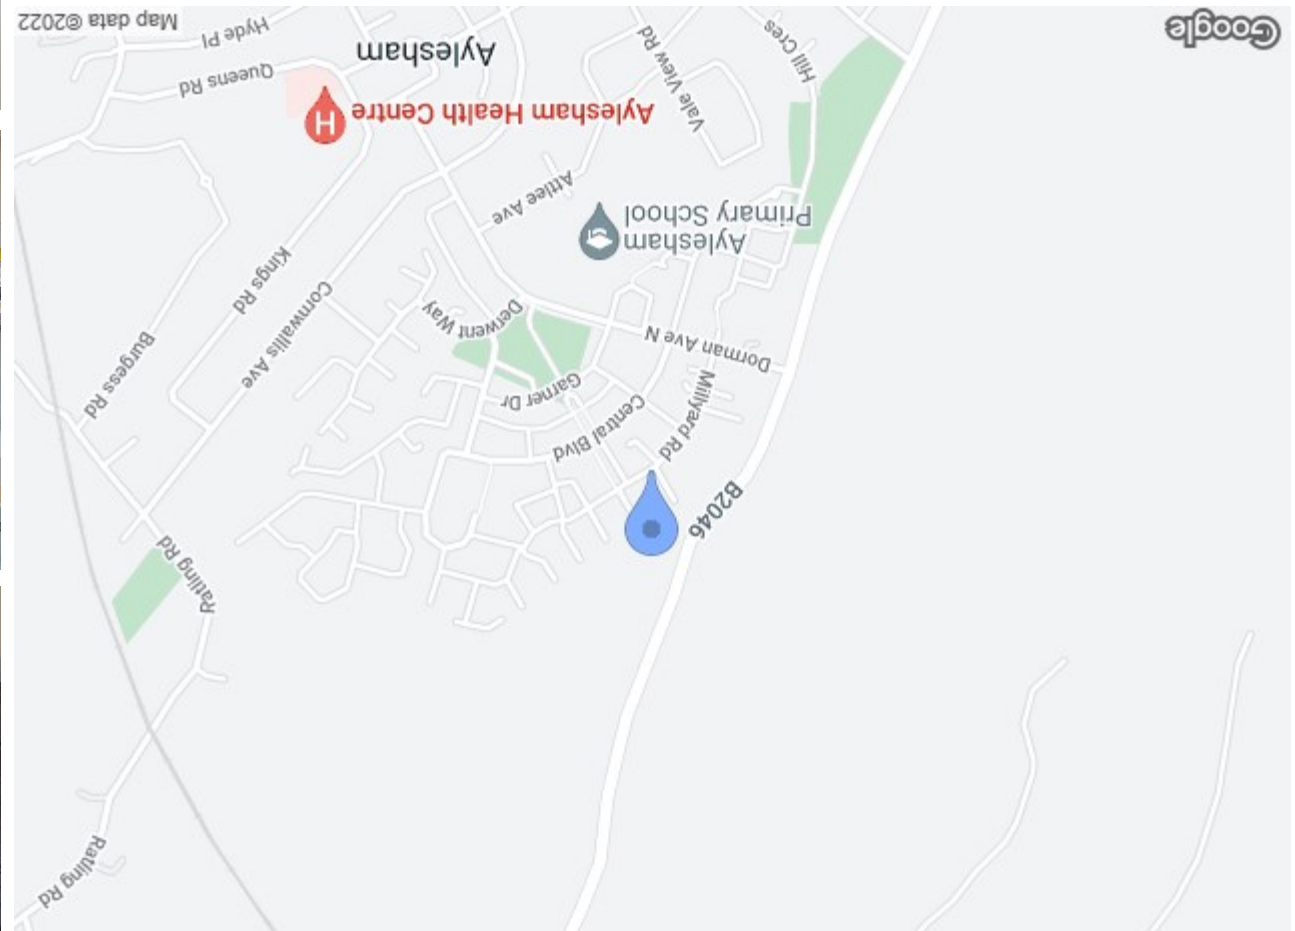 Ratling Rd
Ratling Rd
B2046
Millyard Rd
Central Blvd
Garner Dr
Dorman Ave N
Derwent Way
Cornwallis Ave
Kings Rd
Burgess Rd
Aylesham
Primary School
Attlee Ave
Aylesham Health Centre
Vale View Rd
Hill Cres
Aylesham
Queens Rd
Hyde Pl
Google
Map data ©2022
H